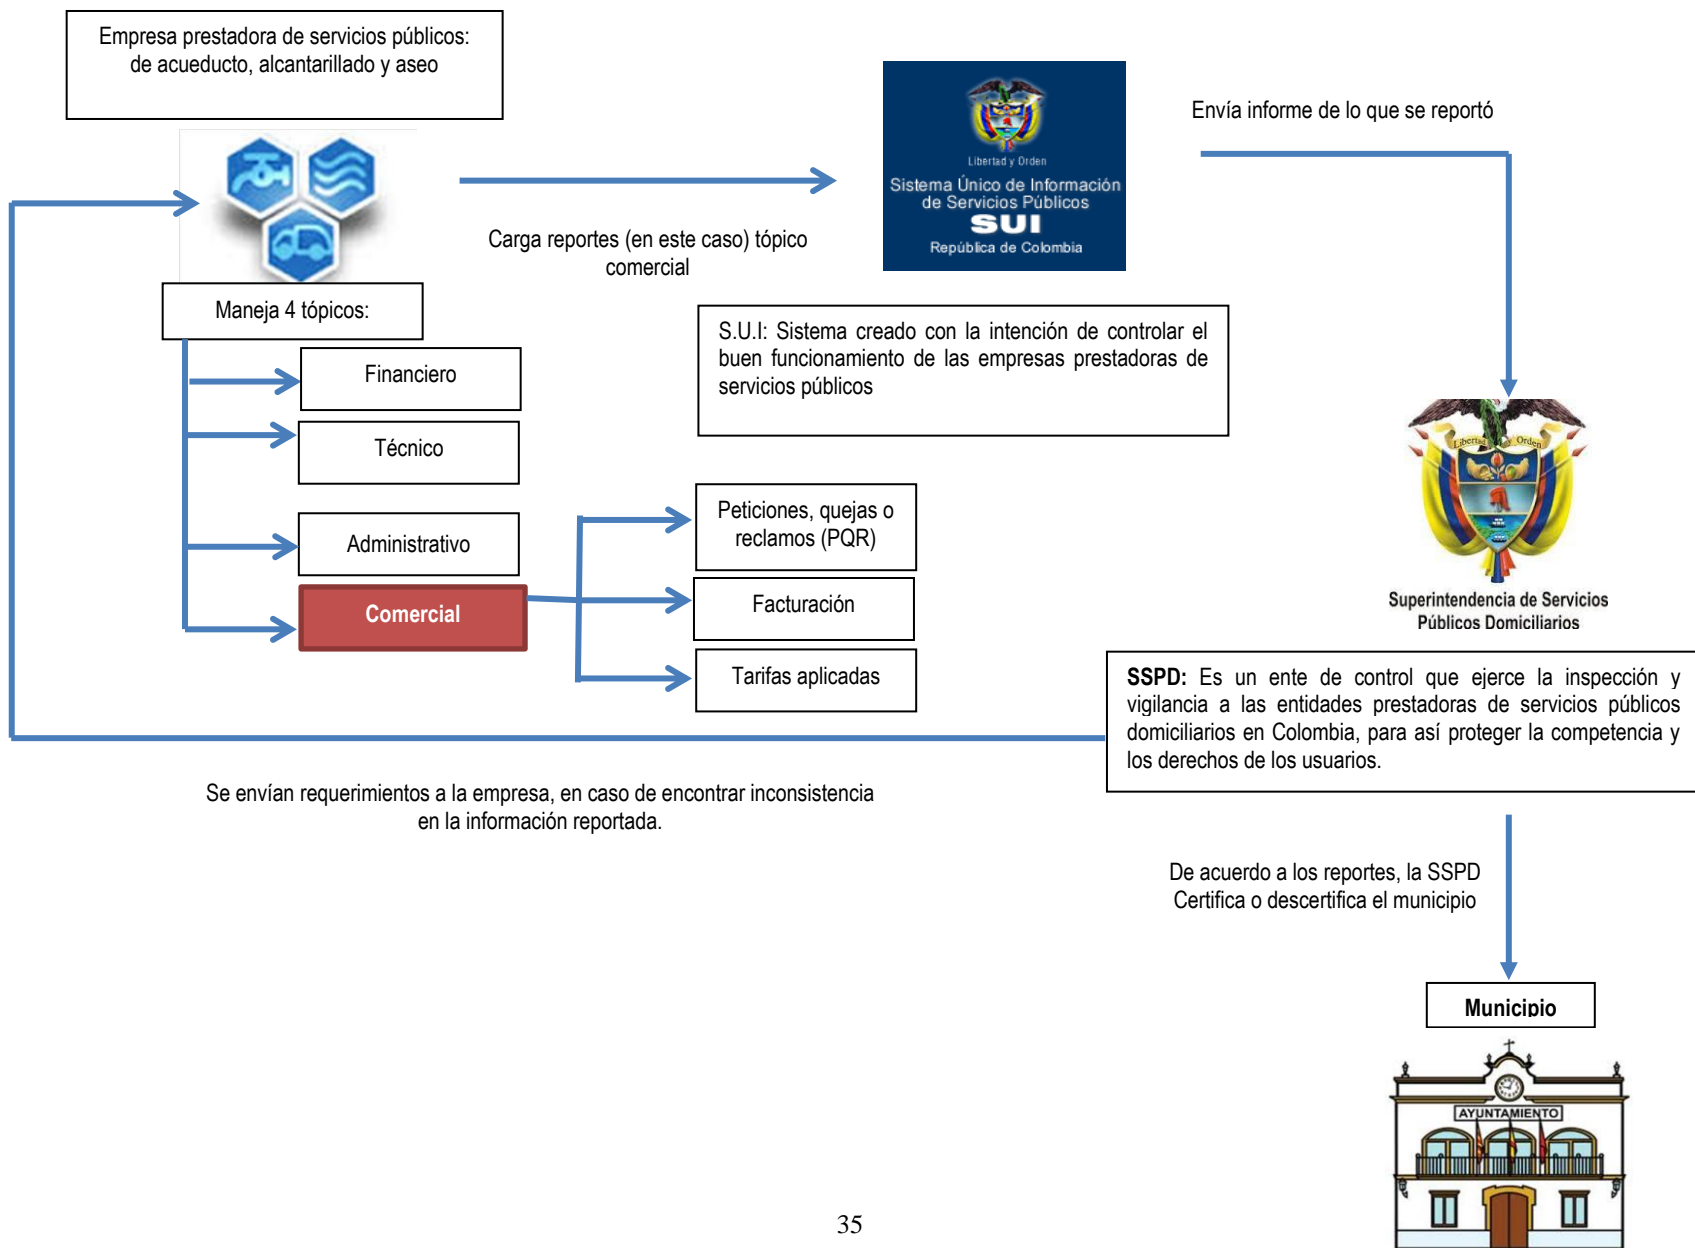 Empresa prestadora de servicios públicos:
de acueducto, alcantarillado y aseo
Libertad y Orden
Sistema Único de Información
de Servicios Públicos
SUI
República de Colombia
Envía informe de lo que se reportó
Carga reportes (en este caso) tópico
comercial
Maneja 4 tópicos:
Financiero
Técnico
Administrativo
Comercial
S.U.I: Sistema creado con la intención de controlar el
buen funcionamiento de las empresas prestadoras de
servicios públicos
Peticiones, quejas o
reclamos (PQR)
Facturación
Tarifas aplicadas
Libertad y Orden
Superintendencia de Servicios
Públicos Domiciliarios
SSPD: Es un ente de control que ejerce la inspección y
vigilancia a las entidades prestadoras de servicios públicos
domiciliarios en Colombia, para así proteger la competencia y
los derechos de los usuarios.
Se envían requerimientos a la empresa, en caso de encontrar inconsistencia
en la información reportada.
De acuerdo a los reportes, la SSPD
Certifica o descertifica el municipio
Municipio
AYUNTAMIENTO
35